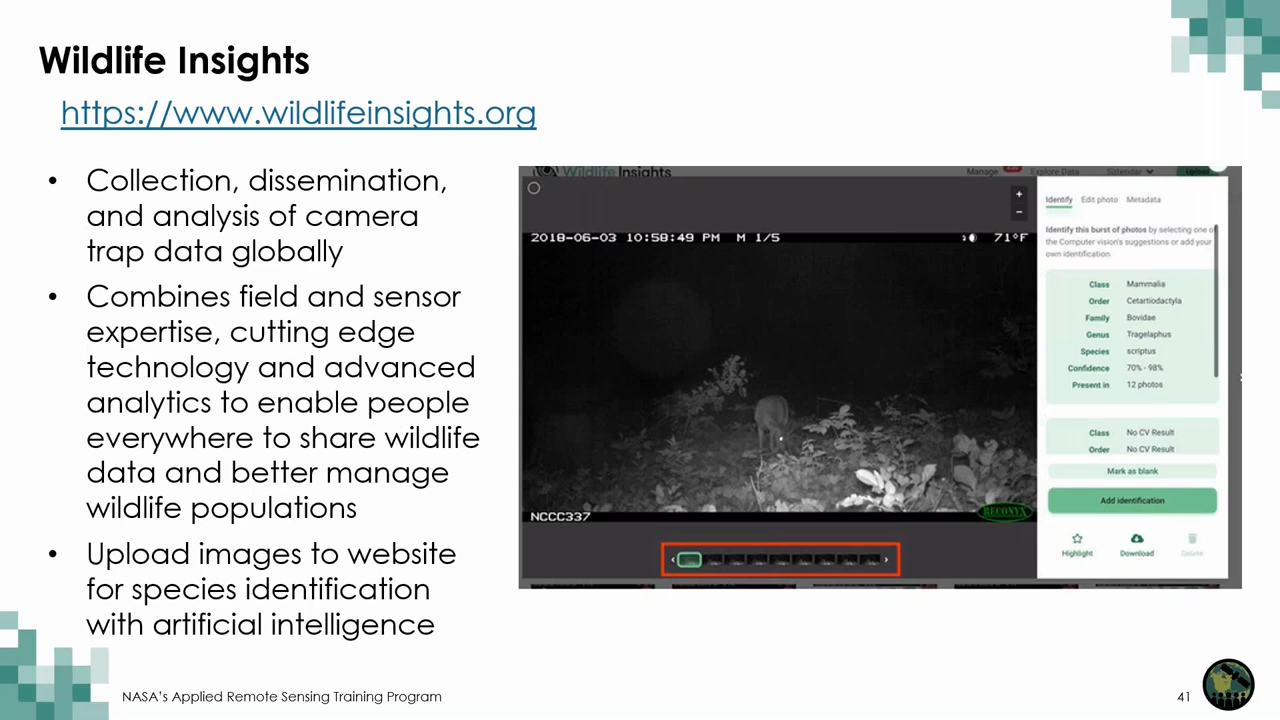 Wildlife Insights
https://www.wildlifeinsights.org
• Collection, dissemination,
and analysis of camera
trap data globally
• Combines field and sensor
expertise, cutting edge
technology and advanced
analytics to enable people
everywhere to share wildlife
data and better manage
wildlife populations
• Upload images to website
for species identification
with artificial intelligence
Wildlife Insights
Manage
Explore Data
Upload
2018-06-03 10:58:49 PM M 1/5
71°F
NCCC337
RECONYX
Identify Edit photo Metadata
Identify this burst of photos by selecting one of
the Computer vision's suggestions or add your
own identification.
Class Mammalia
Order Cetartiodactyla
Family Bovidae
Genus Tragelaphus
Species scriptus
Confidence 70% - 98%
Present in 12 photos
Class No CV Result
Order No CV Result
Mark as blank
Add identification
Highlight Download Delete
NASA's Applied Remote Sensing Training Program
41